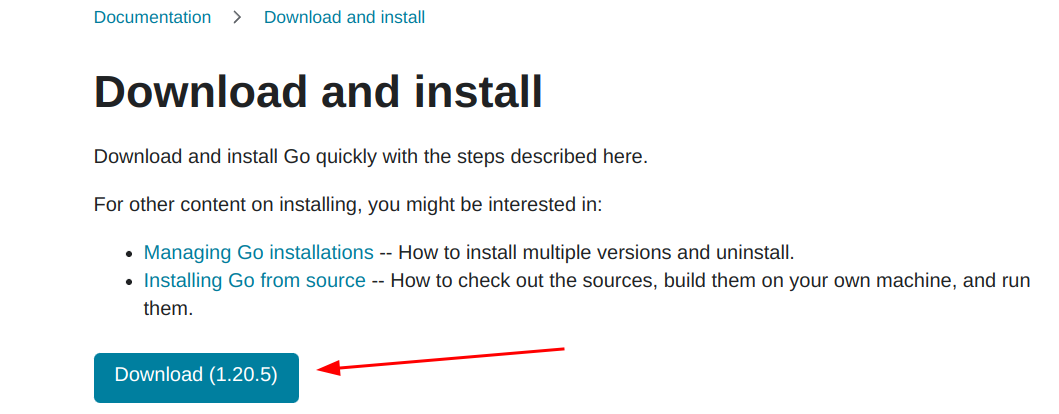 Documentation > Download and install
Download and install
Download and install Go quickly with the steps described here.
For other content on installing, you might be interested in:
• Managing Go installations -- How to install multiple versions and uninstall.
• Installing Go from source -- How to check out the sources, build them on your own machine, and run
them.
Download (1.20.5)